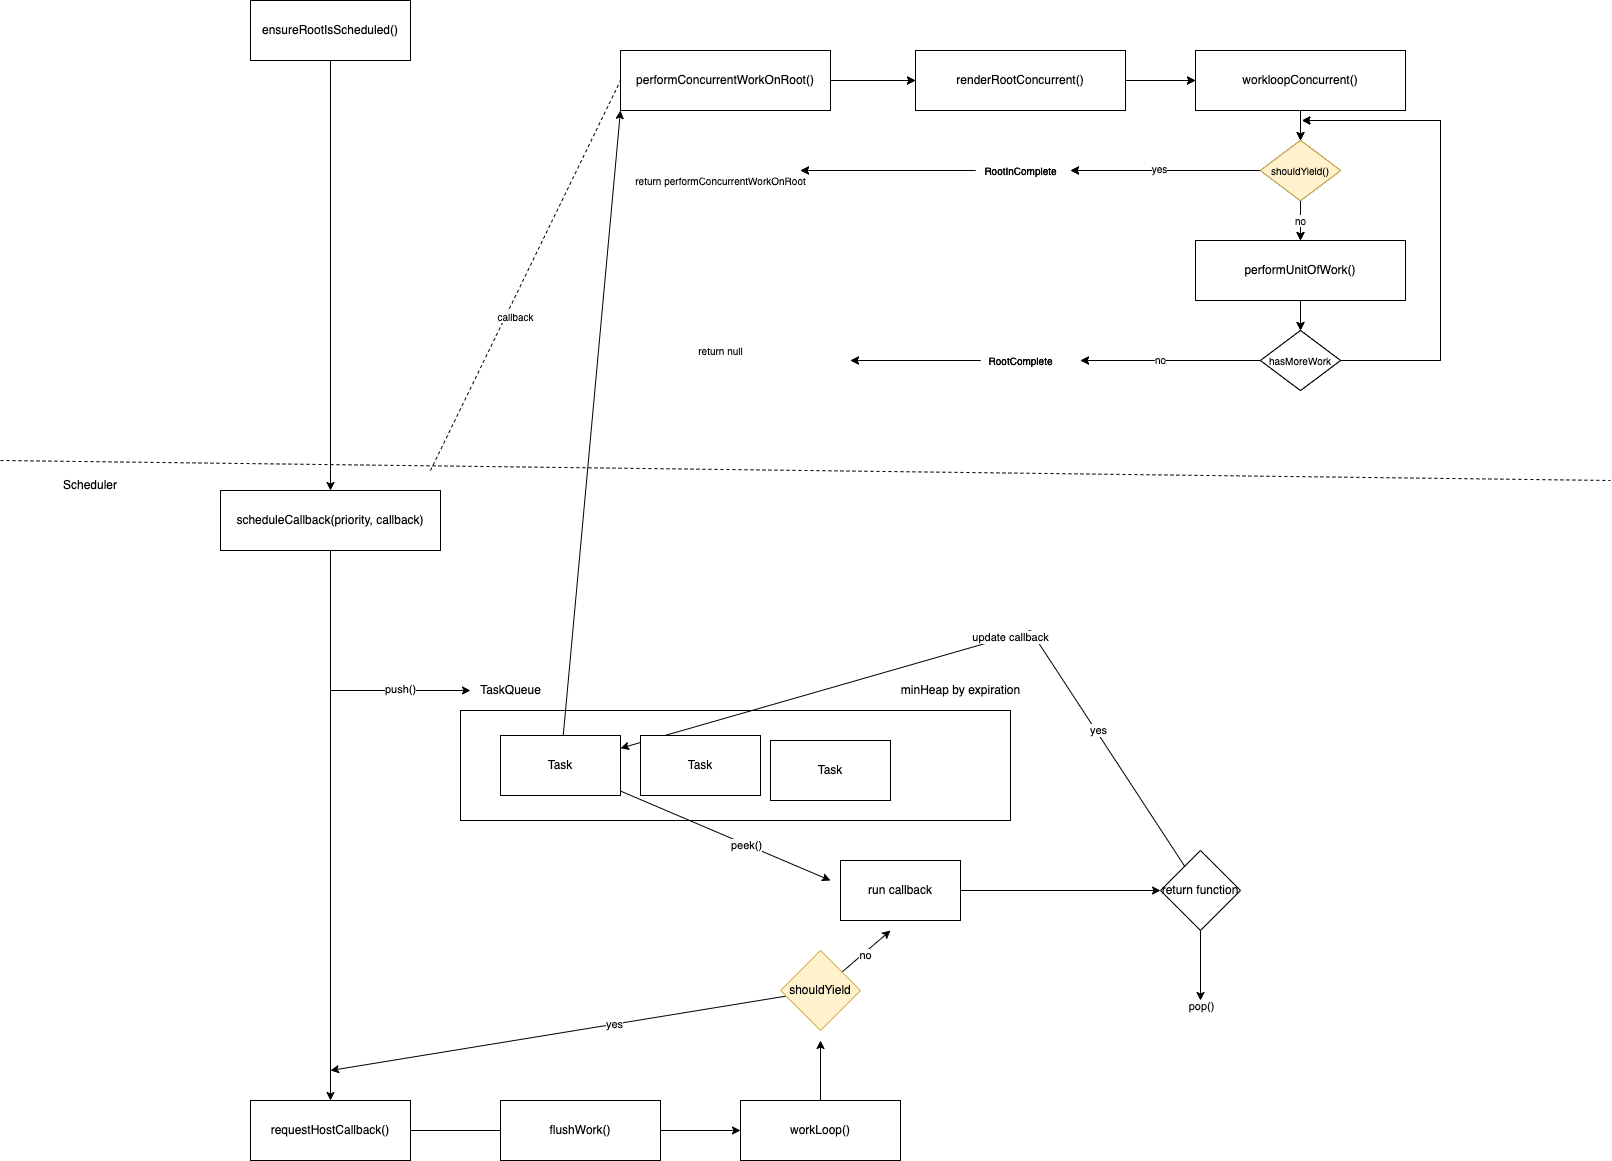 ensureRootIsScheduled()
performConcurrentWorkOnRoot()
renderRootConcurrent()
workloopConcurrent()
return performConcurrentWorkOnRoot
RootInComplete
yes
shouldYield()
no
performUnitOfWork()
callback
return null
RootComplete
no
hasMoreWork
Scheduler
scheduleCallback(priority, callback)
update callback
push()
TaskQueue
minHeap by expiration
yes
Task
Task
Task
peek()
run callback
return function
no
shouldYield
pop()
yes
requestHostCallback()
flushWork()
workLoop()